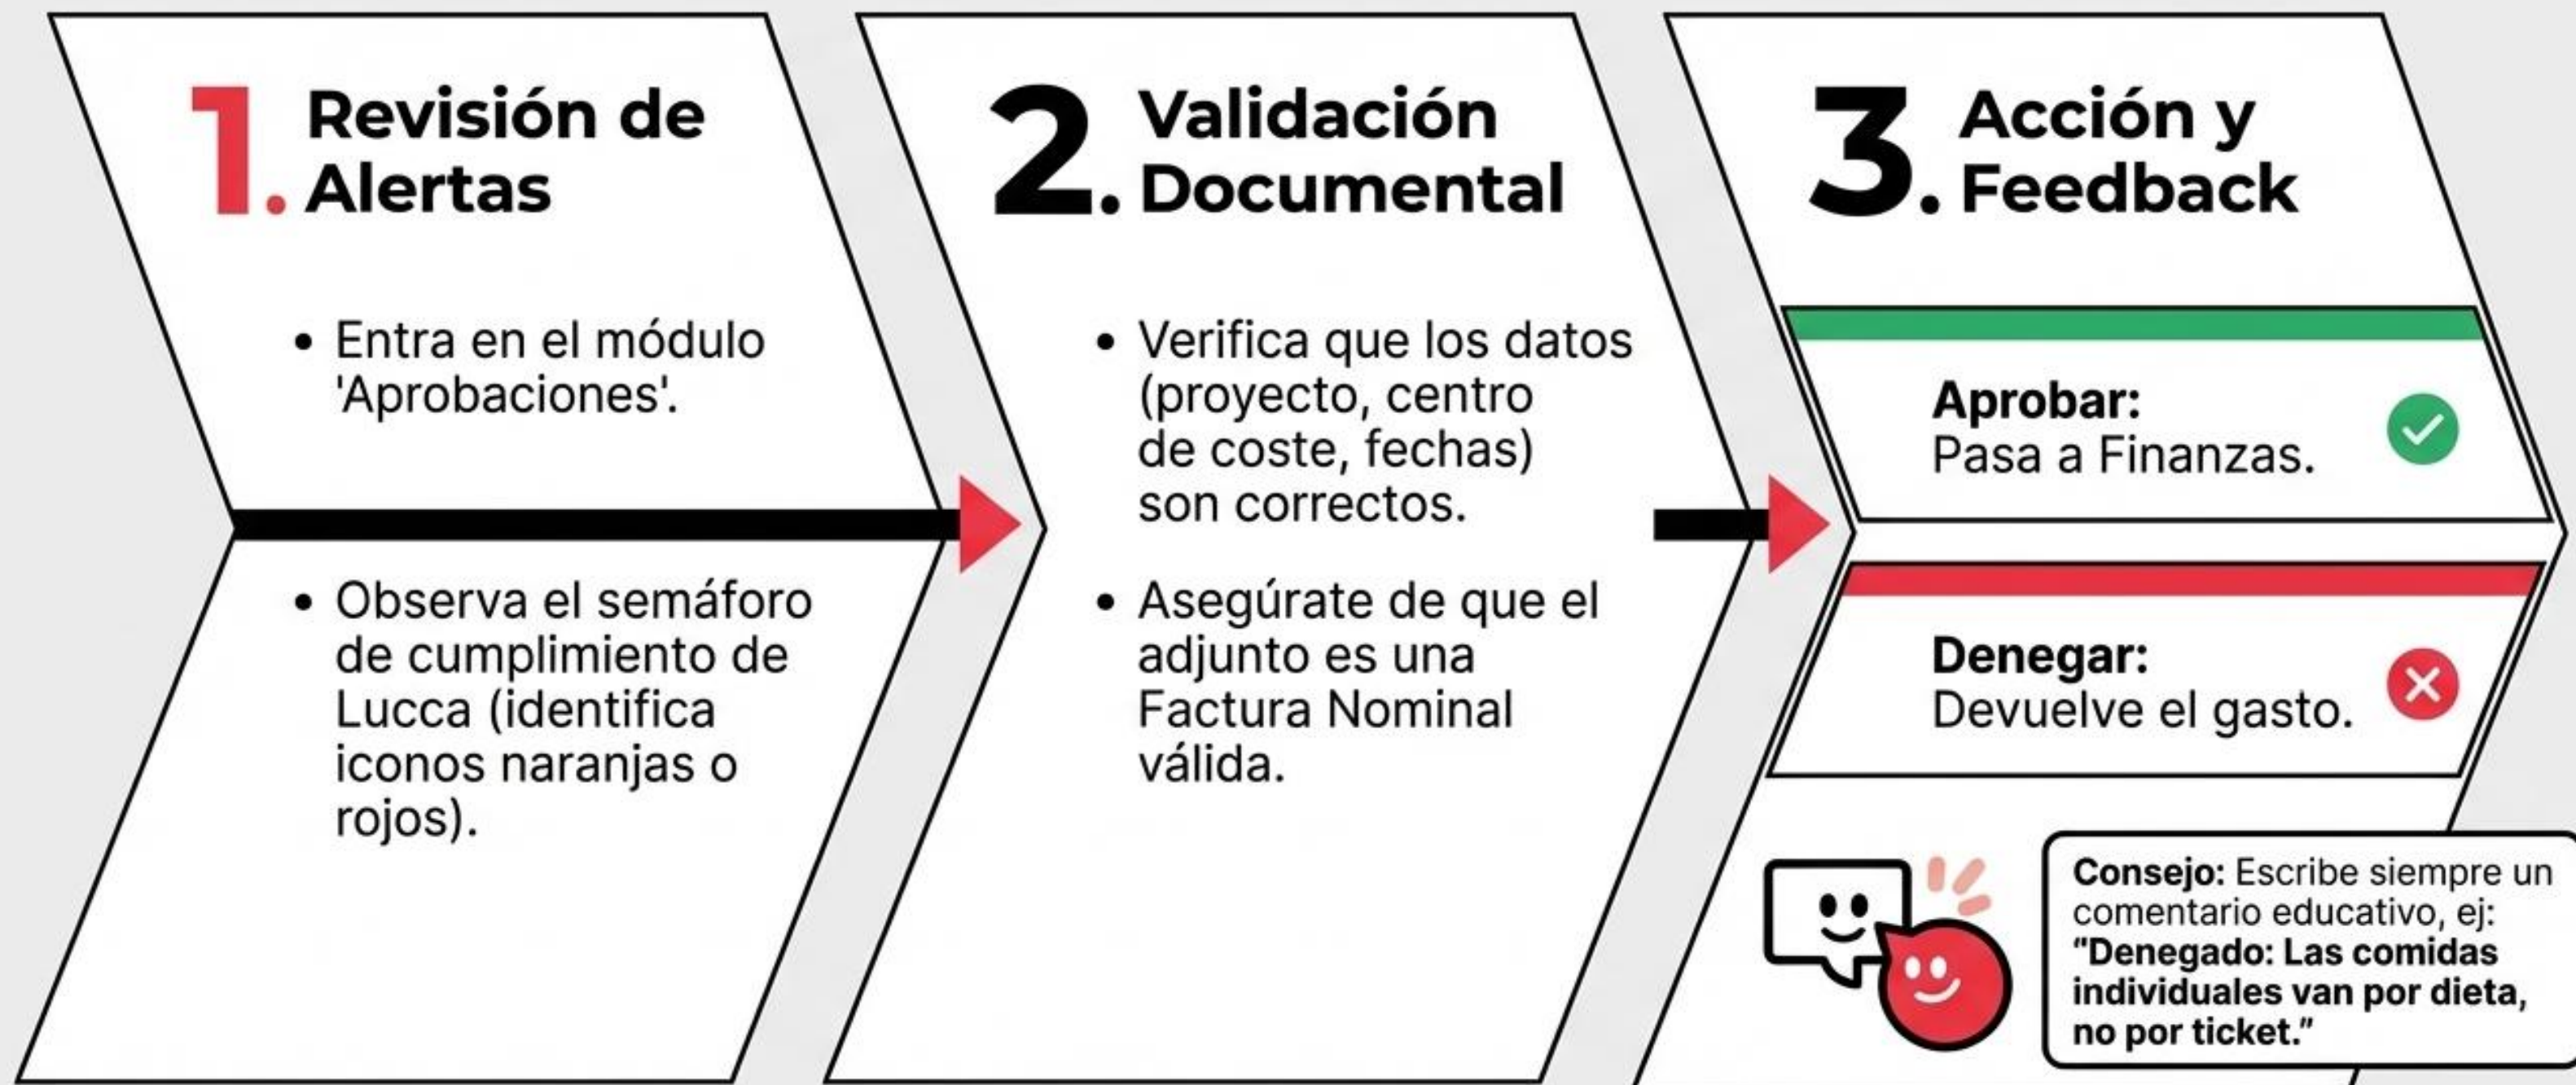 1. Revisión de
Alertas
• Entra en el módulo
'Aprobaciones'.
• Observa el semáforo
de cumplimiento de
Lucca (identifica
iconos naranjas o
rojos).
2. Validación
Documental
• Verifica que los datos
(proyecto, centro
de coste, fechas)
son correctos.
• Asegúrate de que el
adjunto es una
Factura Nominal
válida.
3. Acción y
Feedback
Aprobar:
Pasa a Finanzas.
Denegar:
Devuelve el gasto.
Consejo: Escribe siempre un
comentario educativo, ej:
"Denegado: Las comidas
individuales van por dieta,
no por ticket."